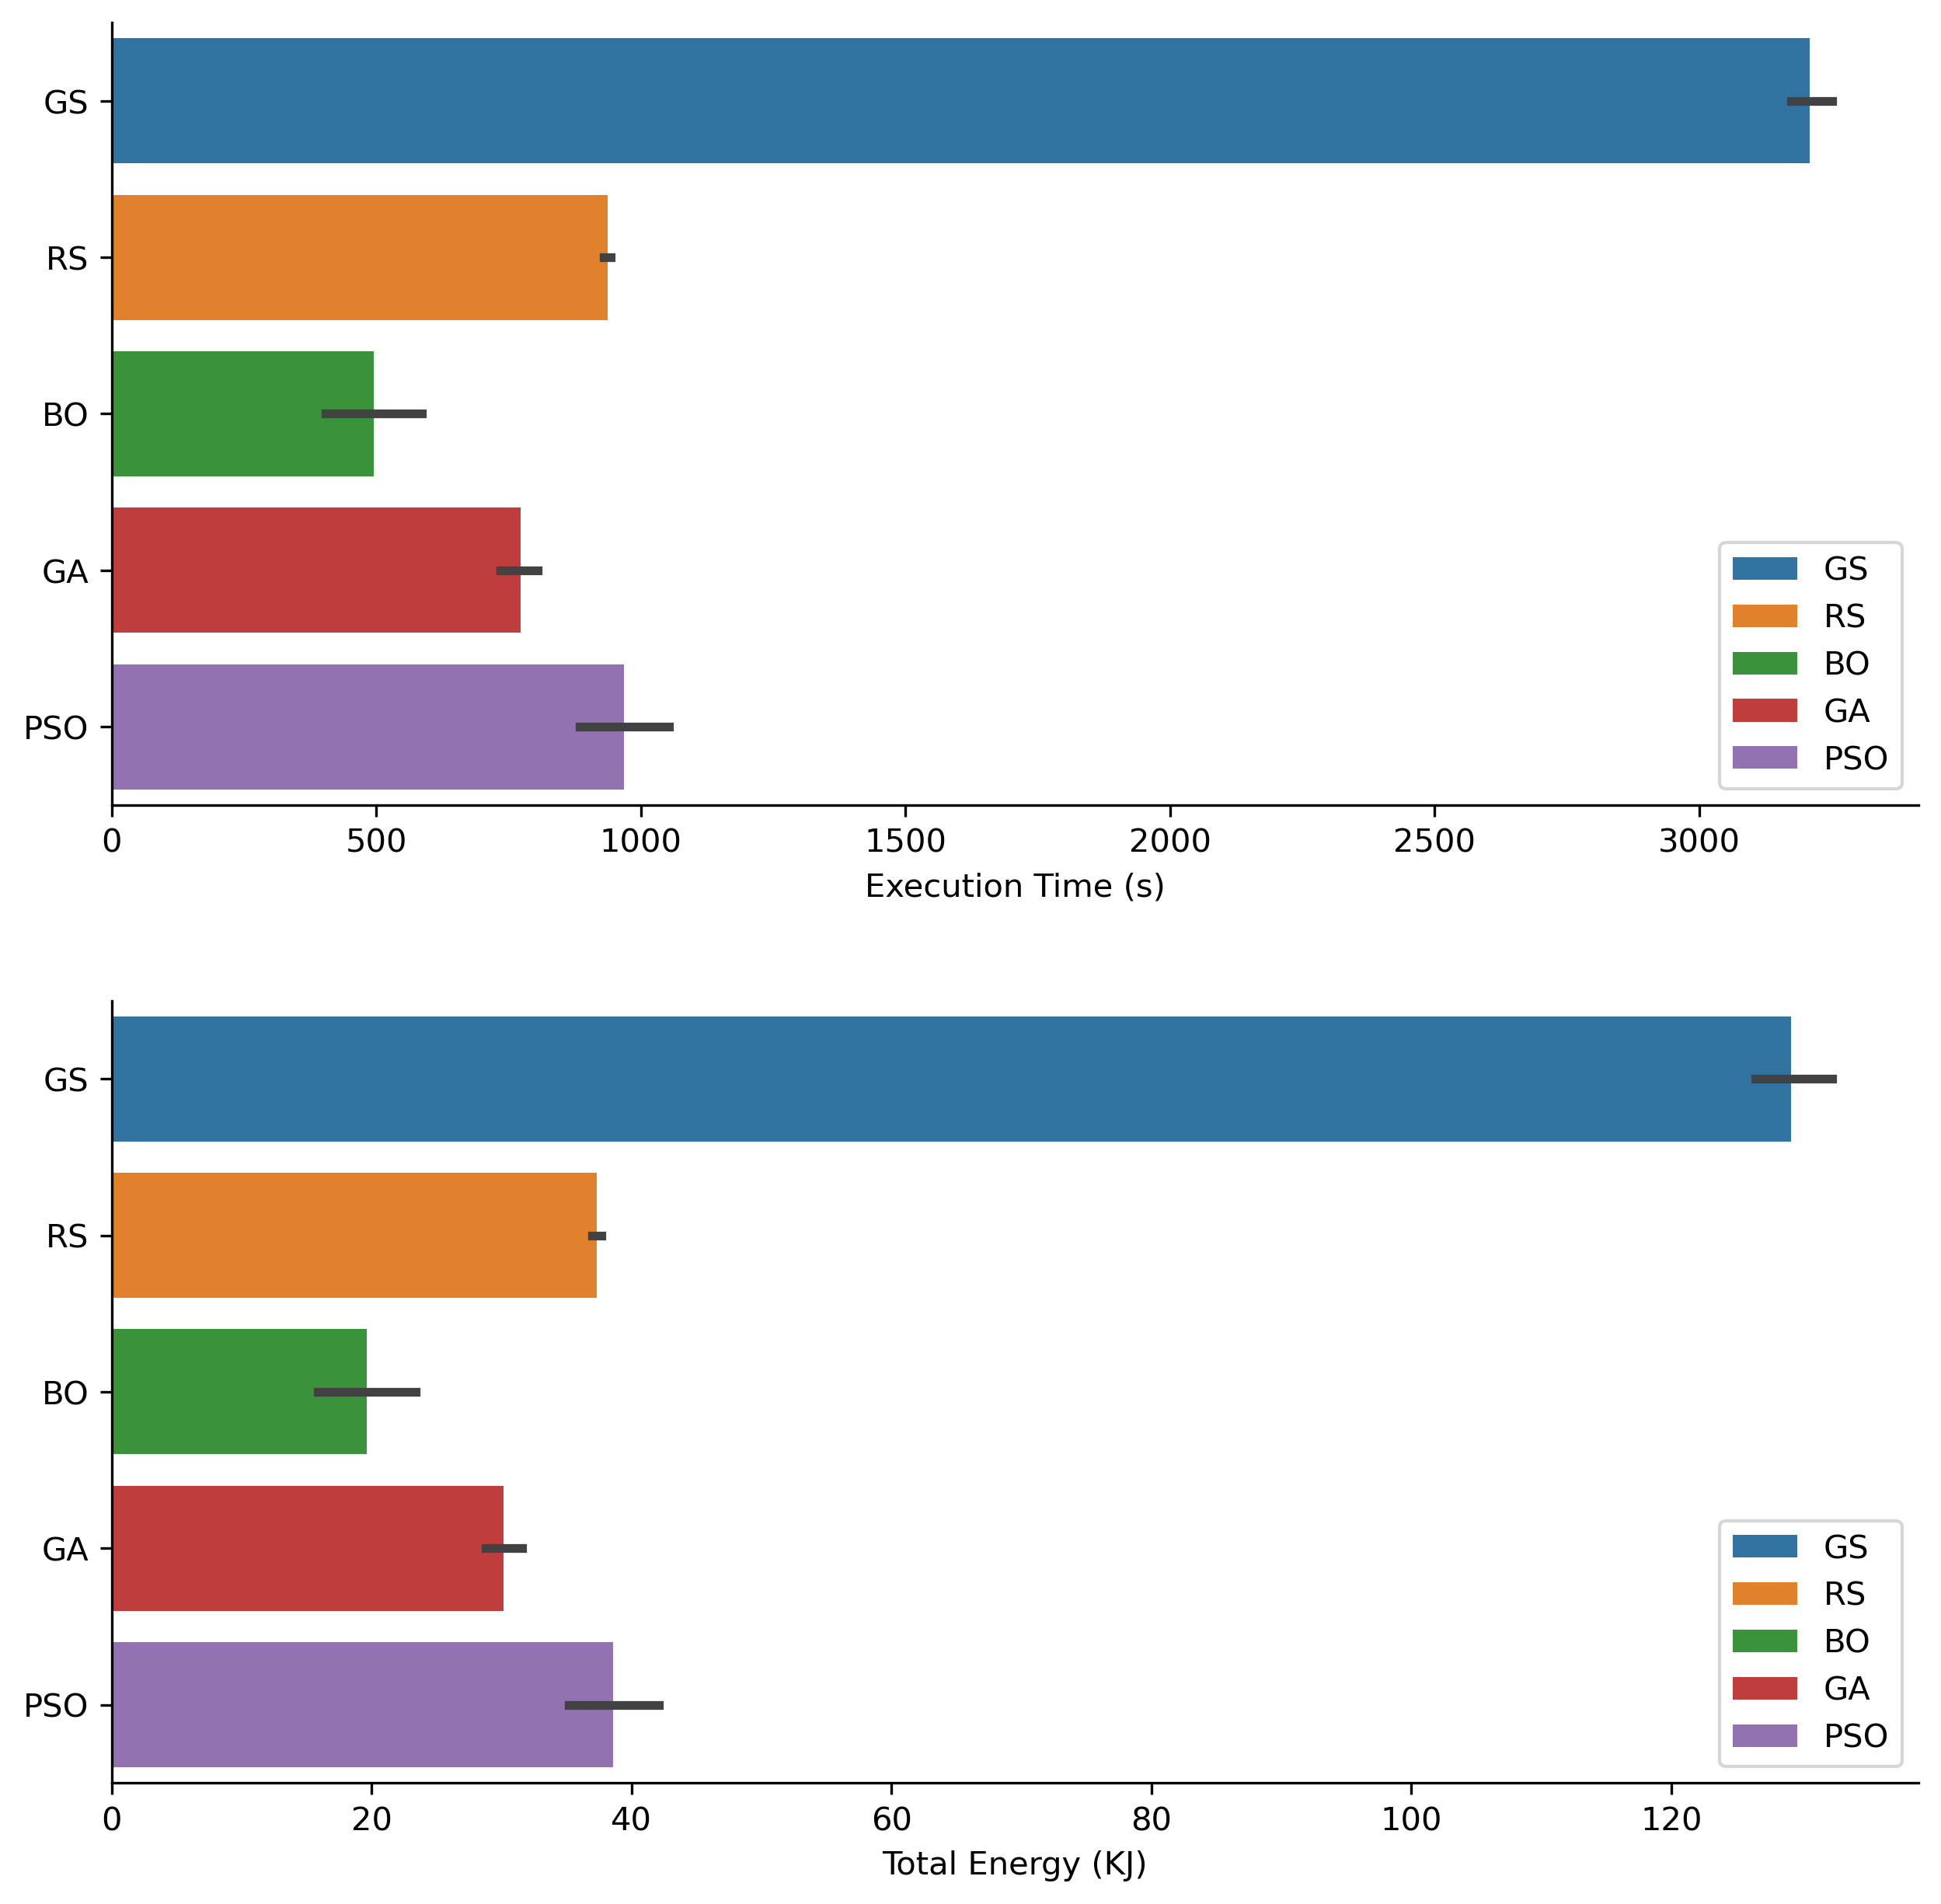 GS
RS
BO
GA
PSO
GS
RS
BO
GA
PSO
0 500 1000 1500 2000 2500 3000
Execution Time (s)
GS
RS
BO
GA
PSO
GS
RS
BO
GA
PSO
0 20 40 60 80 100 120
Total Energy (KJ)